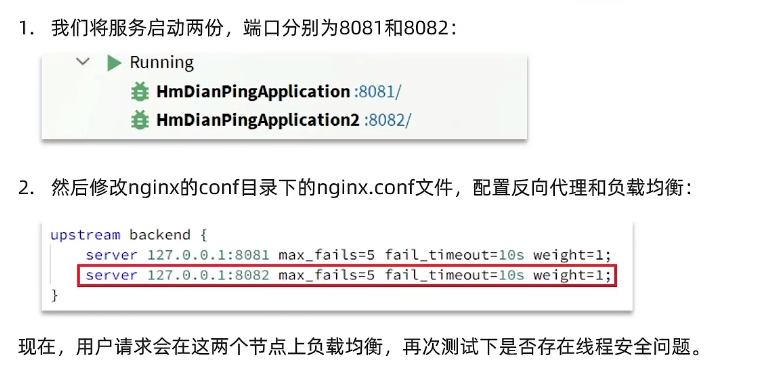 1. 我们将服务启动两份，端口分别为8081和8082：
Running
HmDianPingApplication :8081/
HmDianPingApplication2 :8082/
2. 然后修改nginx的conf目录下的nginx.conf文件，配置反向代理和负载均衡：
upstream backend {
server 127.0.0.1:8081 max_fails=5 fail_timeout=10s weight=1;
server 127.0.0.1:8082 max_fails=5 fail_timeout=10s weight=1;
}
现在，用户请求会在这两个节点上负载均衡，再次测试下是否存在线程安全问题。